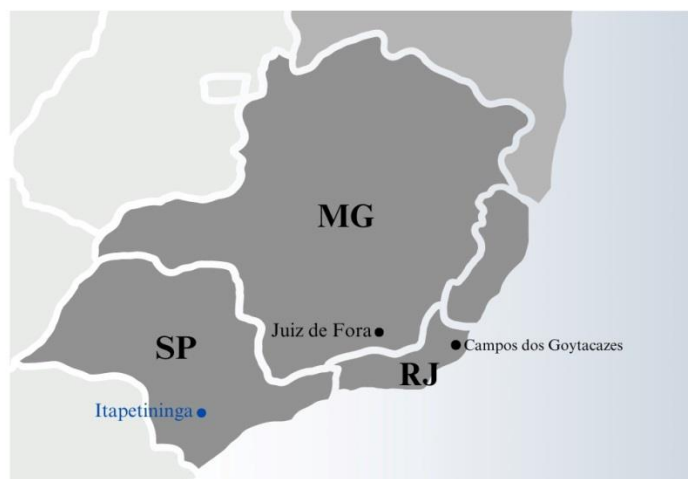 MG
Juiz de Fora
Campos dos Goytacazes
SP
RJ
Itapetininga